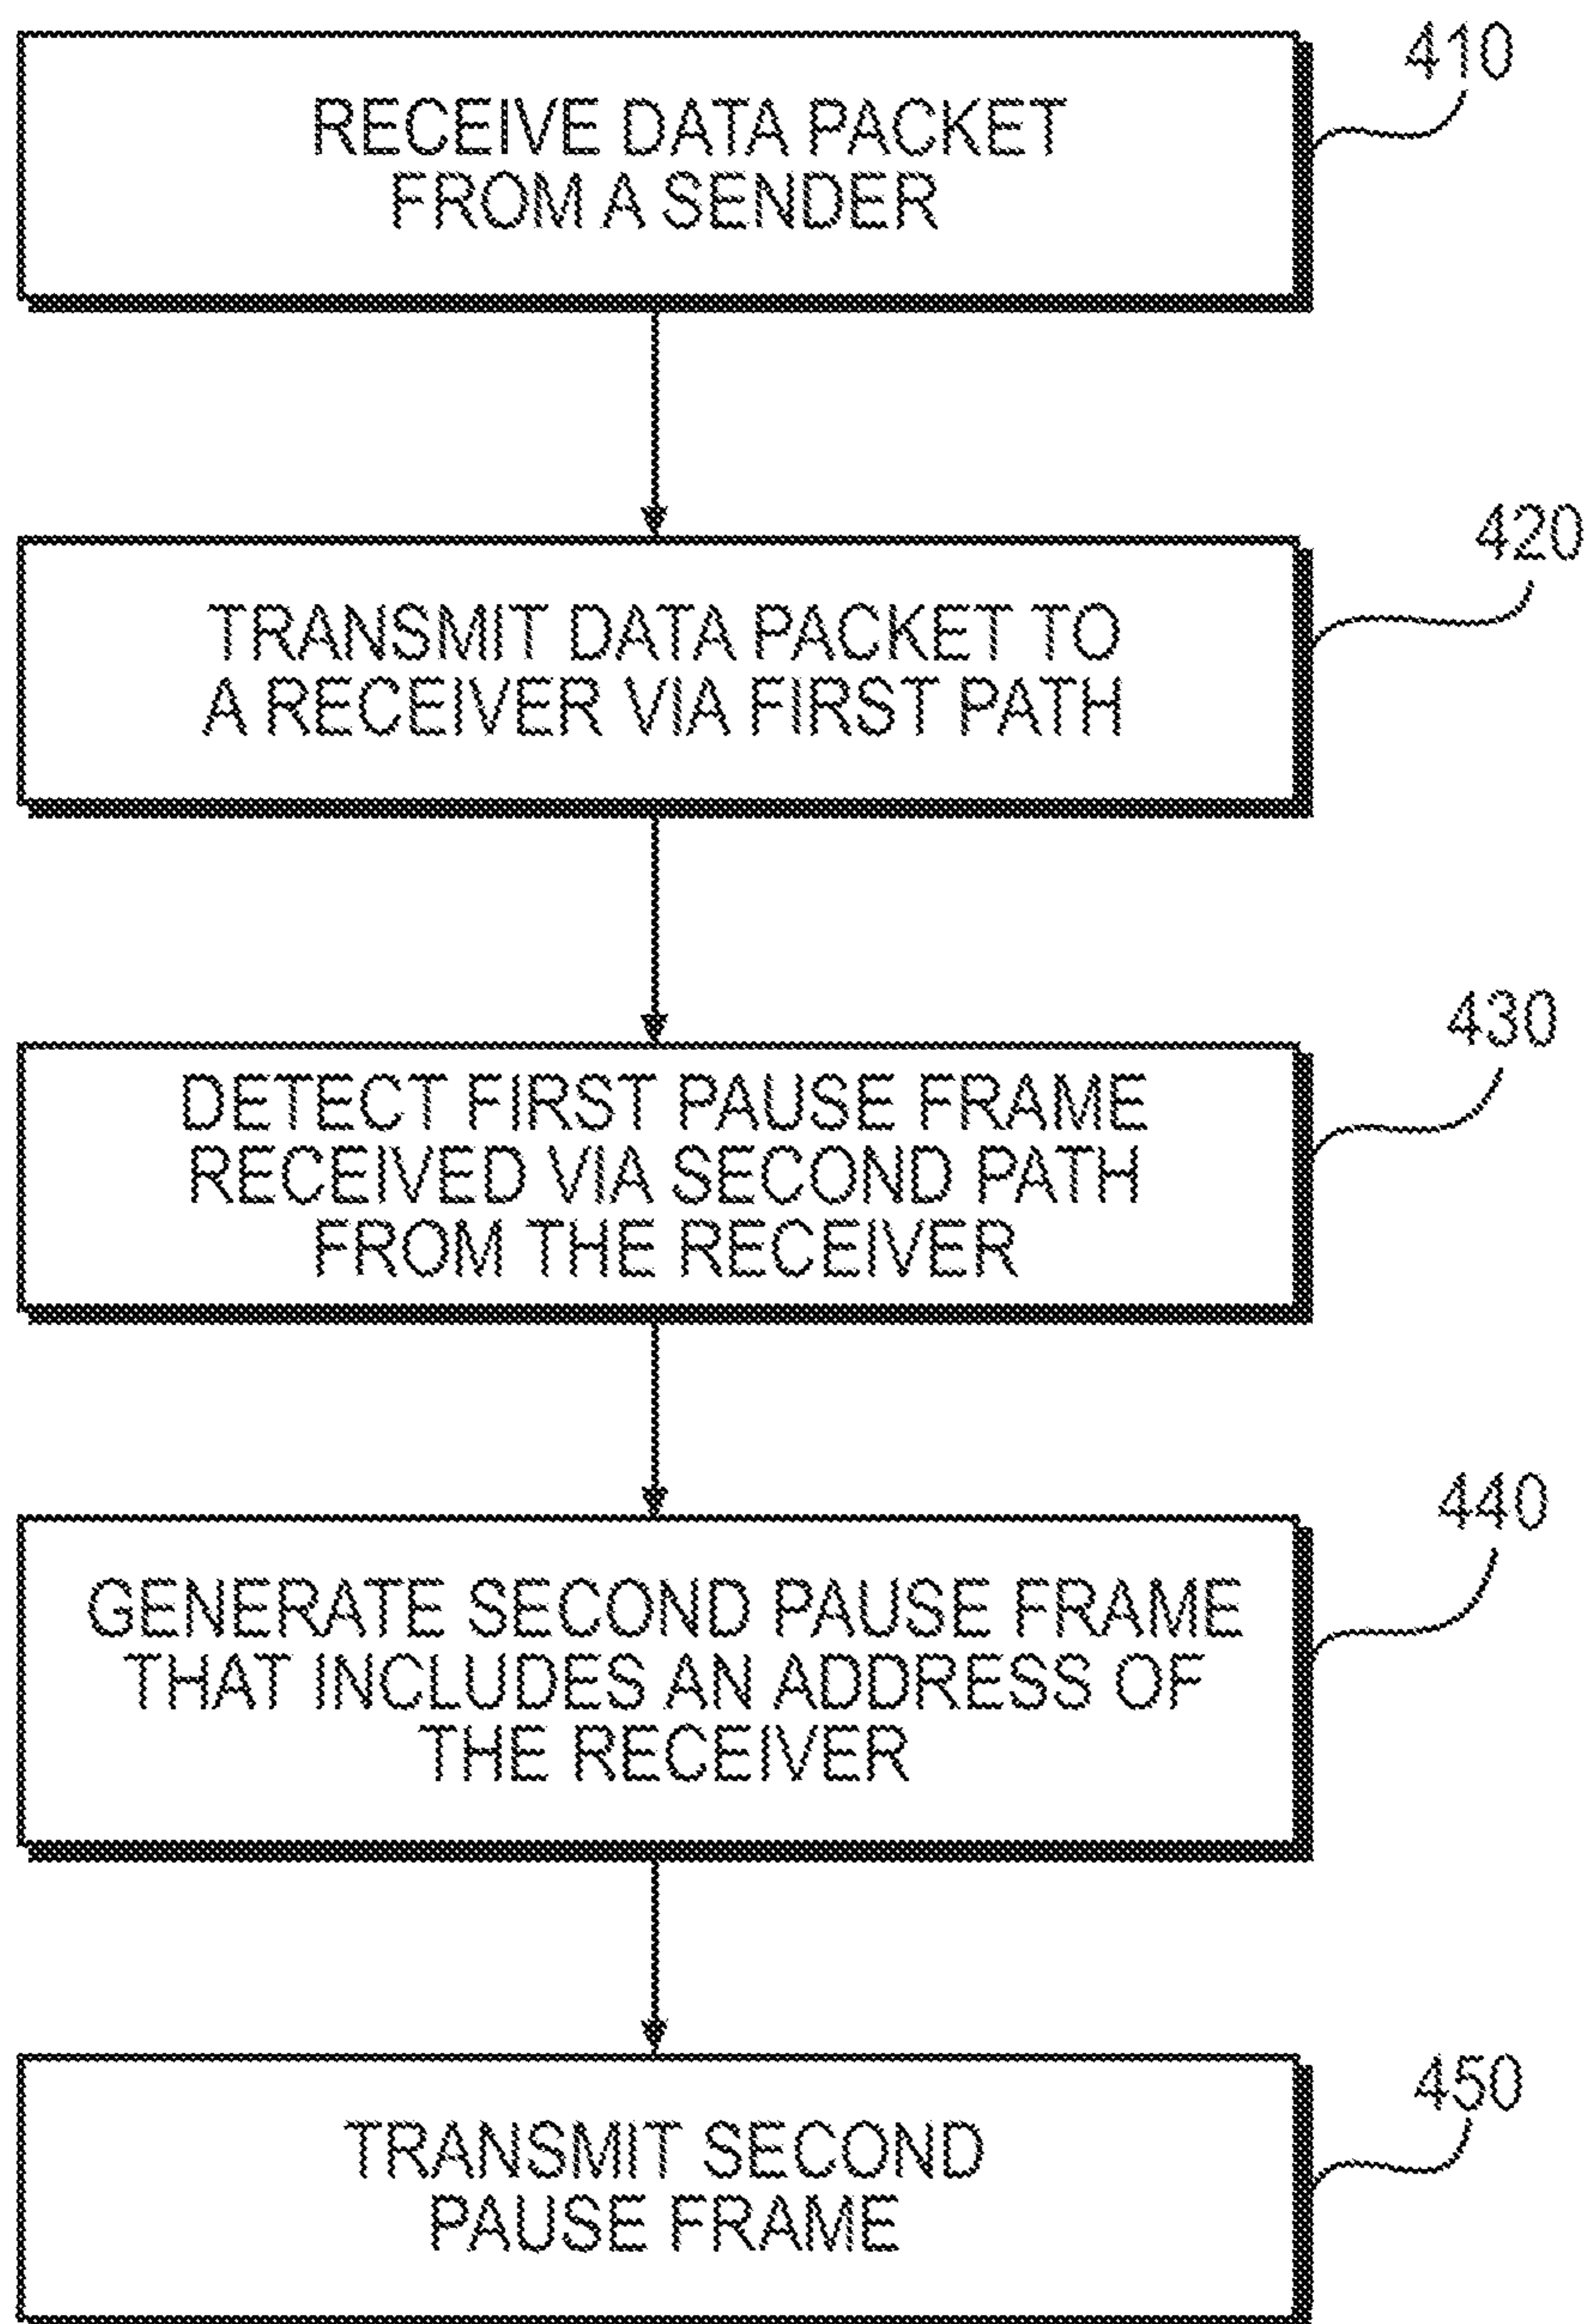 410
RECEIVE DATA PACKET
FROM A SENDER
420
TRANSMIT DATA PACKET TO
A RECEIVER VIA FIRST PATH
430
DETECT FIRST PAUSE FRAME
RECEIVED VIA SECOND PATH
FROM THE RECEIVER
440
GENERATE SECOND PAUSE FRAME
THAT INCLUDES AN ADDRESS OF
THE RECEIVER
450
TRANSMIT SECOND
PAUSE FRAME